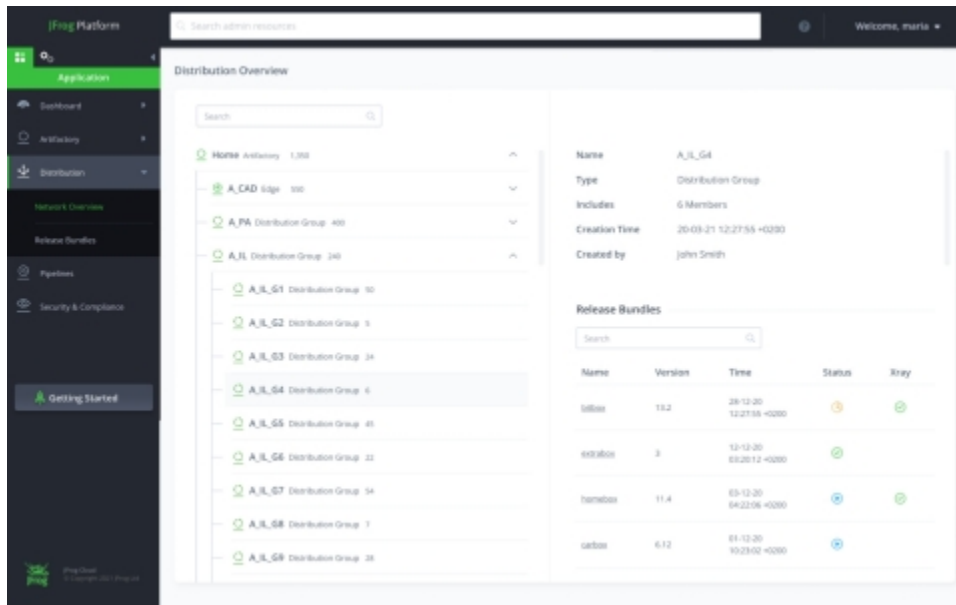 JFrog Platform
Search admin resources
Welcome, maria
Application
Distribution Overview
Dashboard
Artifactory
Distribution
Network Overview
Release Bundles
Pipelines
Security & Compliance
Getting Started
JFrog
JFrog Cloud
Search
Home Artifactory 1,350
A_CAD Edge
A_PA Distribution Group 400
A_IL Distribution Group 240
A_IL_G1 Distribution Group 50
A_IL_G2 Distribution Group 5
A_IL_G3 Distribution Group 24
A_IL_G4 Distribution Group 6
A_IL_G5 Distribution Group 45
A_IL_G6 Distribution Group 22
A_IL_G7 Distribution Group 54
A_IL_G8 Distribution Group 7
A_IL_G9 Distribution Group 28
Name A_IL_G4
Type Distribution Group
Includes 6 Members
Creation Time 20-03-21 12:27:55 +0200
Created by John Smith
Release Bundles
Search
Name Version Time Status Xray
13.2 28-12-20
12:27:55 +0200
extrabox 3 12-12-20
03:20:12 +0200
homebox 11.4 03-12-20
04:22:06 +0200
carbox 6.12 01-12-20
10:23:02 +0200